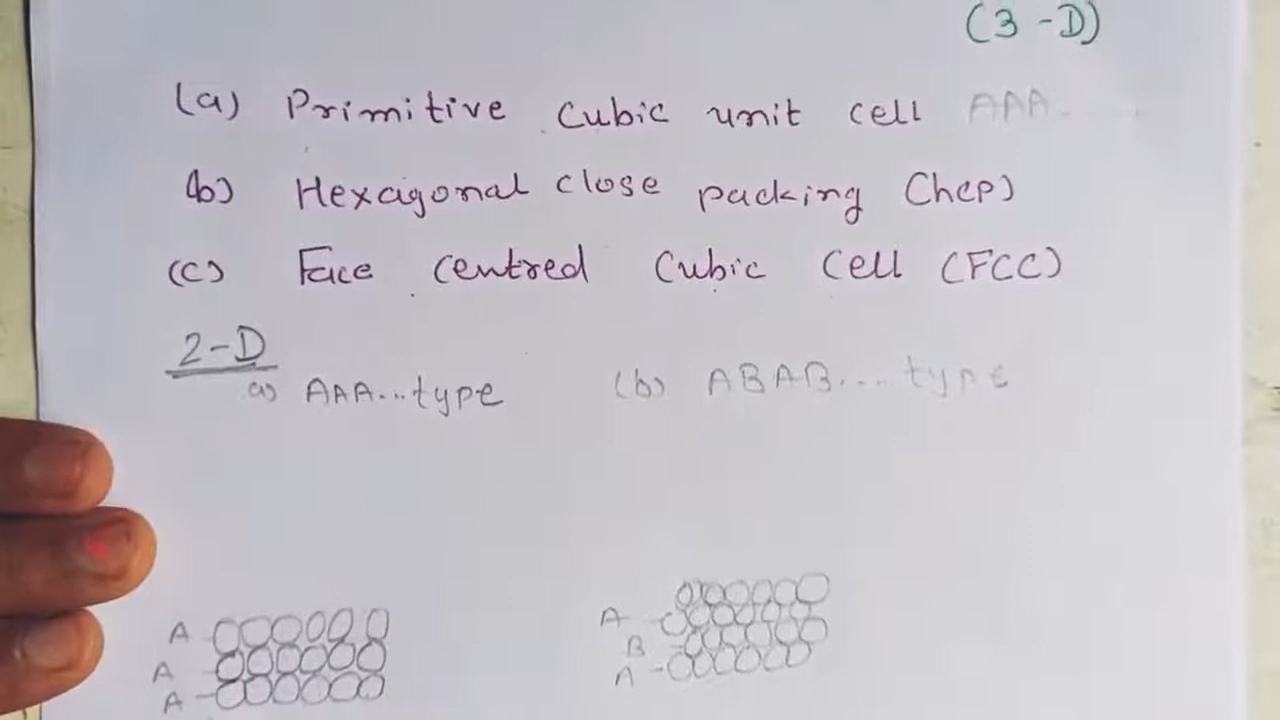 (3-D)
(a) Primitive cubic unit cell AAA.....
(b) Hexagonal close packing (hcp)
(c) Face centred Cubic Cell (FCC)
2-D
a) AAA...type (b) ABAB....type
A
A
A
A
B
A